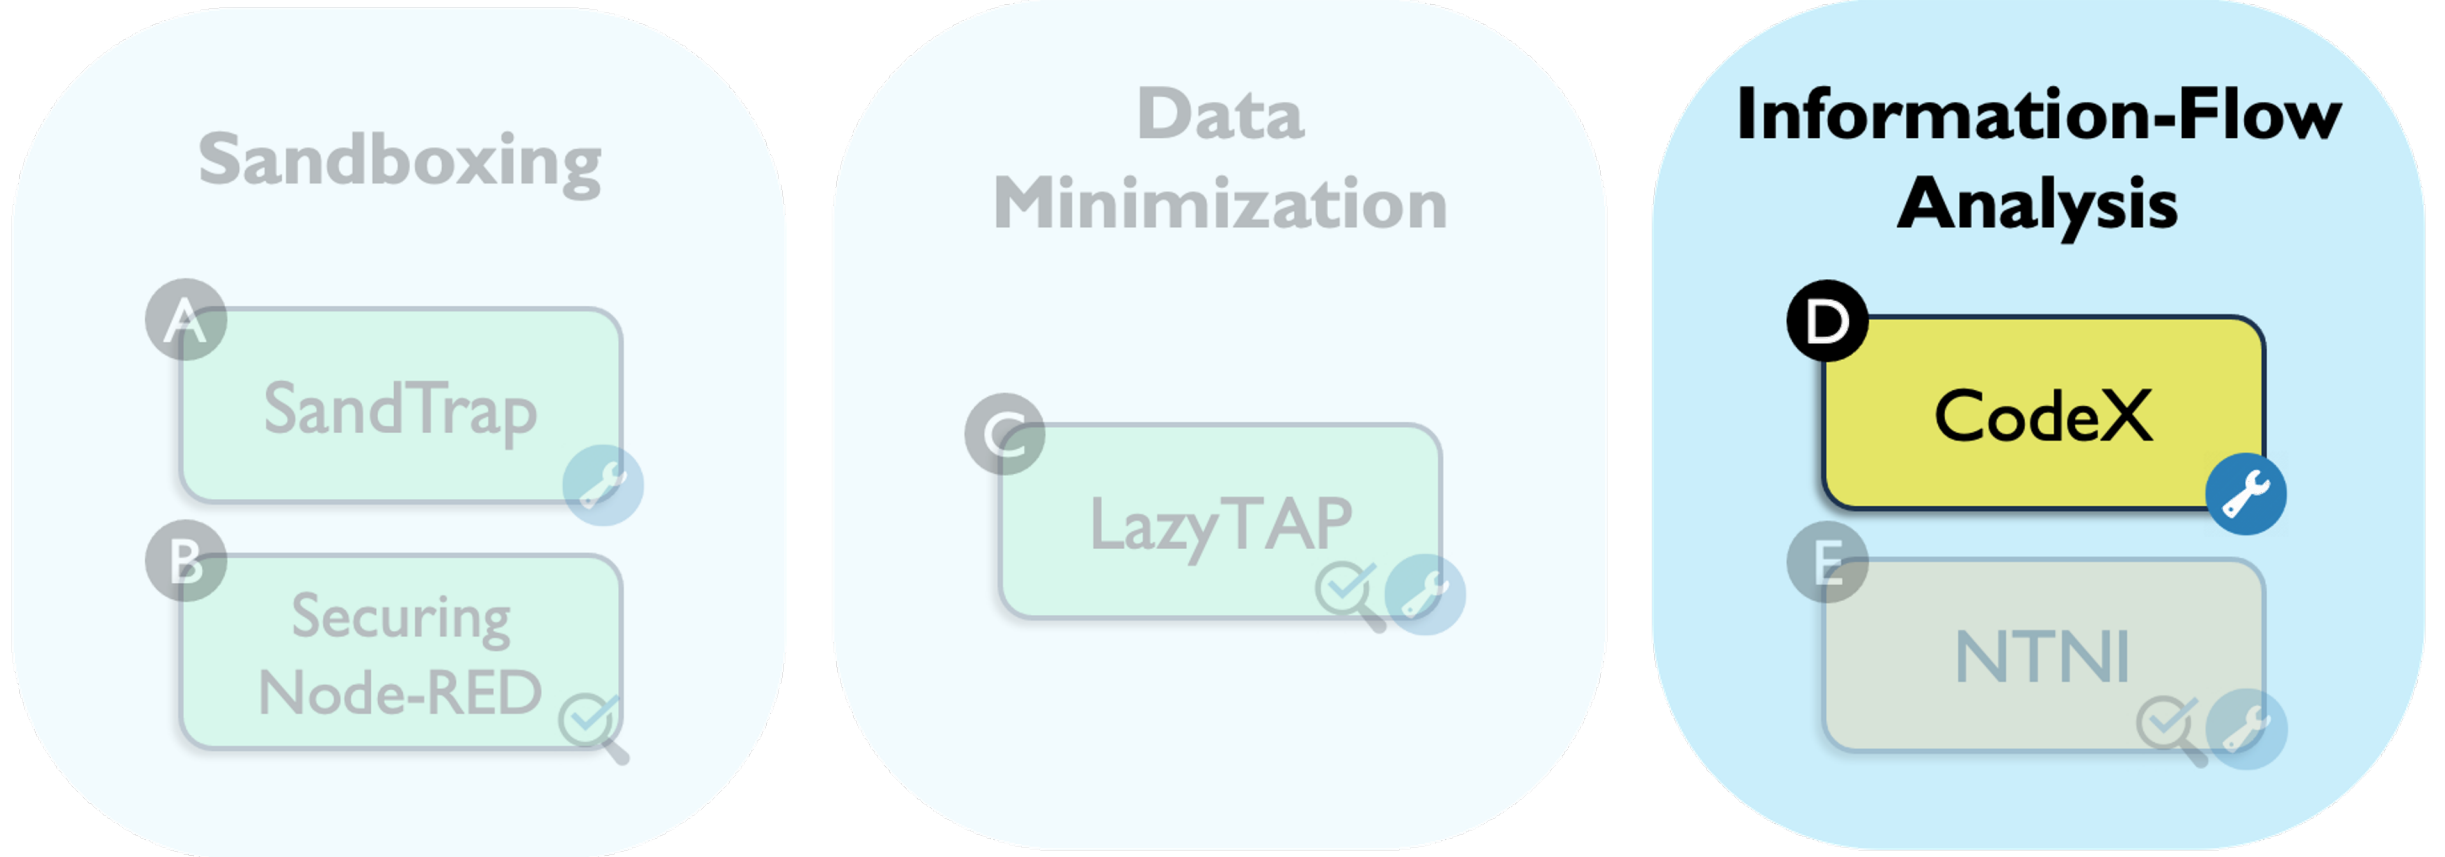 Sandboxing
A
SandTrap
B
Securing
Node-RED
Data
Minimization
C
LazyTAP
Information-Flow
Analysis
D
CodeX
E
NTNI